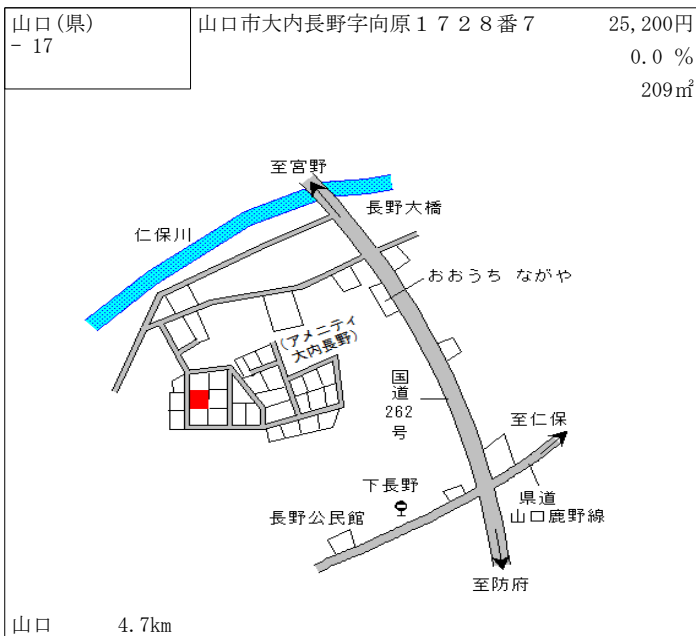 山口(県)
- 17
山口市大内長野字向原１７２８番７
25,200円
0.0 %
209㎡
至宮野
長野大橋
仁保川
おおうち ながや
(アメニティ
大内長野)
国道
262
号
至仁保
下長野
県道
山口鹿野線
長野公民館
至防府
山口 4.7km